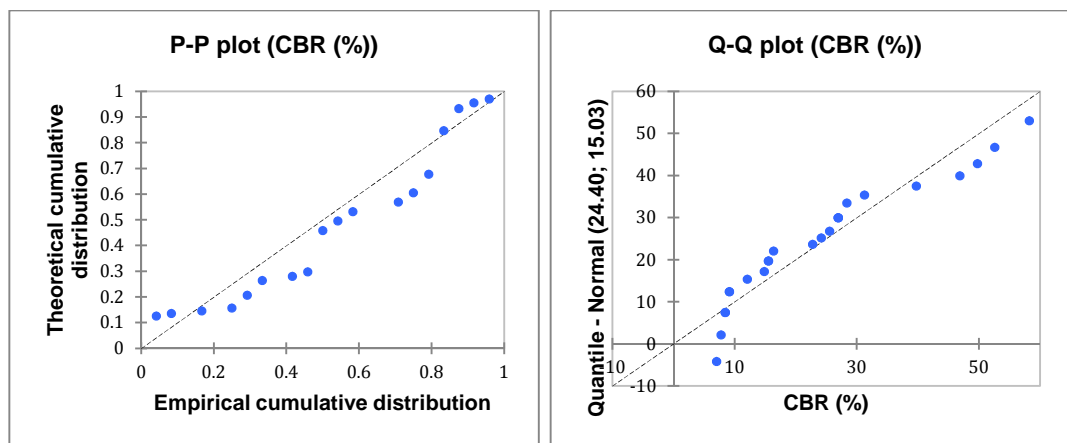 P-P plot (CBR (%))
1
0.9
0.8
0.7
0.6
0.5
0.4
0.3
0.2
0.1
0
0 0.2 0.4 0.6 0.8 1
Theoretical cumulative
distribution
Empirical cumulative distribution
Q-Q plot (CBR (%))
60
50
40
30
20
10
0
-10
10 10 30 50
Quantile - Normal (24.40; 15.03)
CBR (%)